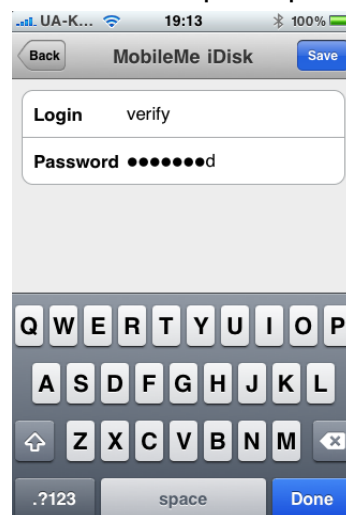 UA-K... 19:13 100%
Back MobileMe iDisk Save
Login verify
Password ●●●●●●●d
Q W E R T Y U I O P
A S D F G H J K L
Z X C V B N M
.?123 space Done